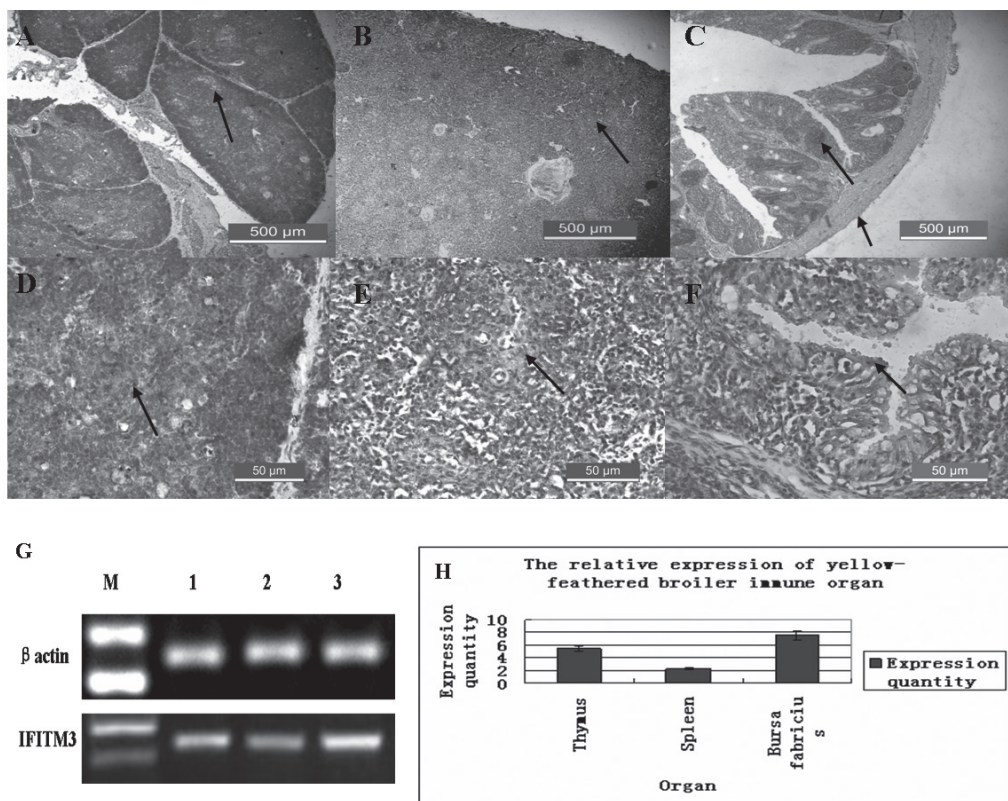 A
B
C
500 µm
500 µm
500 µm
D
E
F
50 µm
50 µm
50 µm
G
M 1 2 3
β actin
IFITM3
H
The relative expression of yellow-
feathered broiler immune organ
Expression
quantity
10
8
6
4
2
0
Thymus
Spleen
Bursa
fabriciu
s
Organ
Expression
quantity